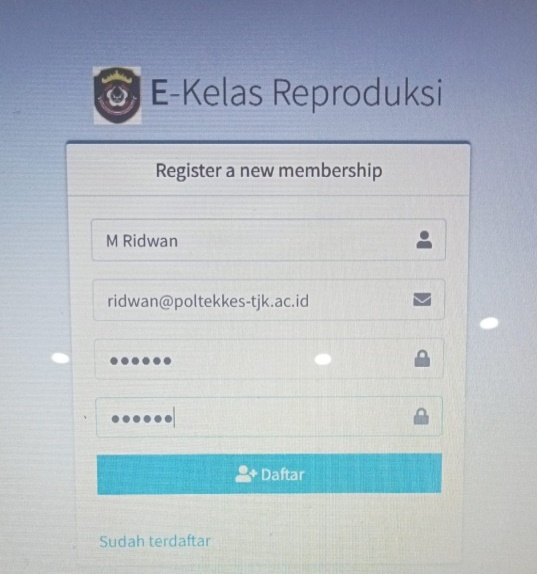 E-Kelas Reproduksi
Register a new membership
M Ridwan
ridwan@poltekkes-tjk.ac.id
••••••
••••••
Daftar
Sudah terdaftar